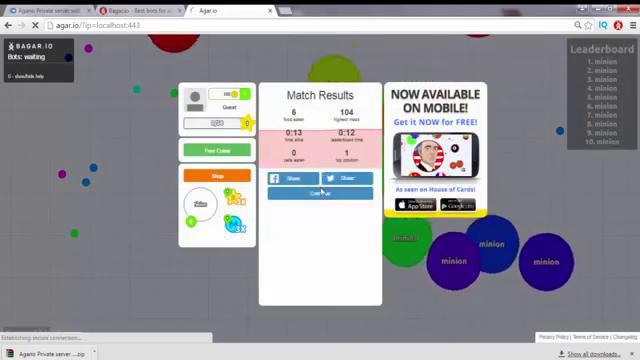 Agario Private server wit
Bagar.io - Best bots for ag
Agar.io
agar.io/?ip=localhost:443
BAGAR.IO
Bots: waiting
G - show/hide help
Guest
Free Coins
Shop
Skins
Match Results
6
104
food eaten
highest mass
0:13
0:12
time alive
leaderboard time
0
1
cells eaten
top position
Share
Share
NOW AVAILABLE
ON MOBILE!
Get it NOW for FREE!
As seen on House of Cards!
App Store
Google play
Leaderboard
1. minion
2. minion
3. minion
4. minion
5. minion
6. minion
7. minion
8. minion
9. minion
10. minion
minion
minion
minion
minion
Establishing secure connection...
Privacy Policy | Terms of Service | Changelog
Agario Private server ....zip
Show all downloads...